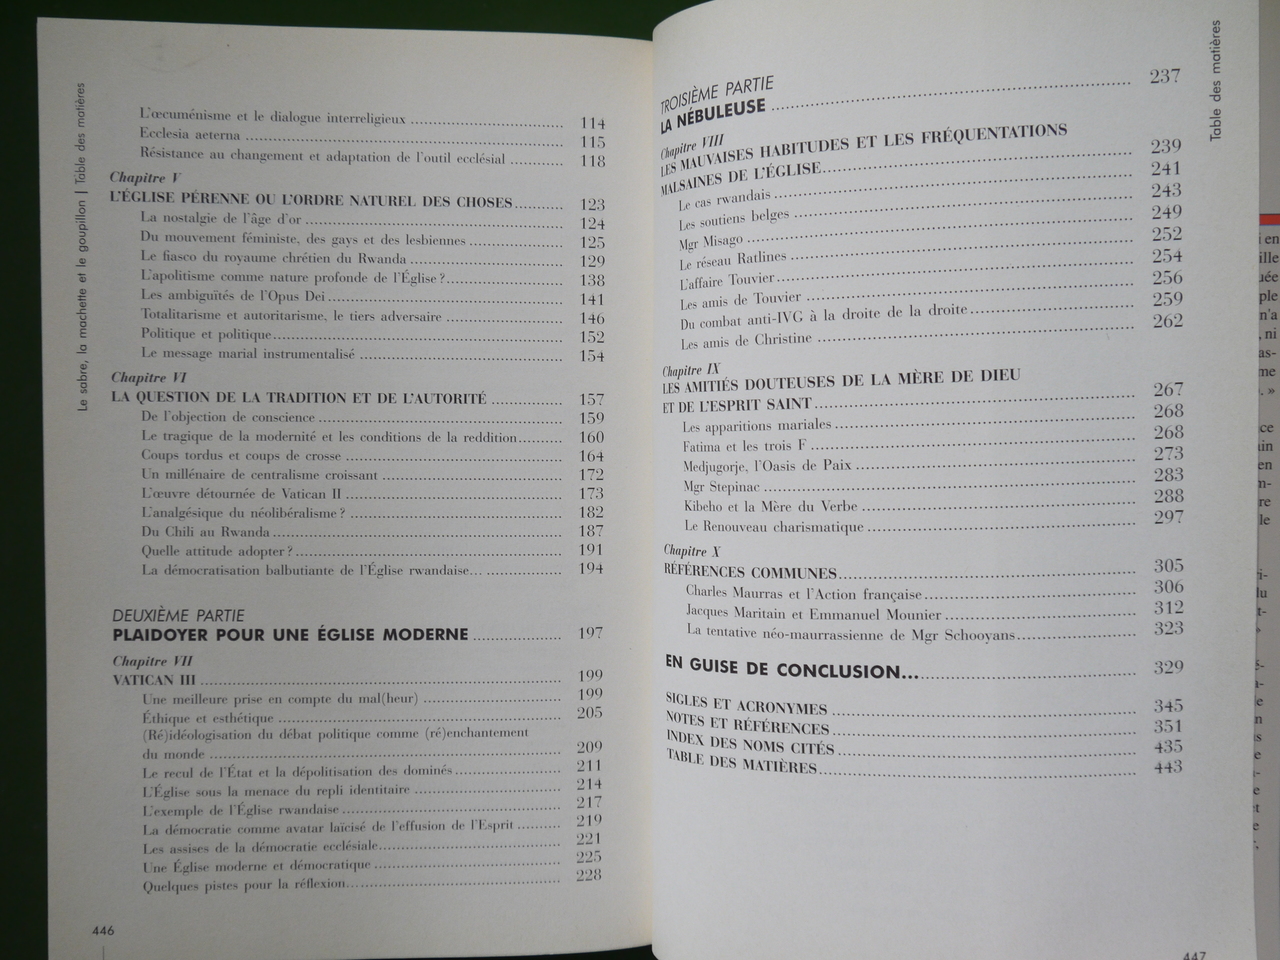 Le sabre, la machette et le goupillon | Table des matières
L'œcuménisme et le dialogue interreligieux 114
Ecclesia aeterna 115
Résistance au changement et adaptation de l'outil ecclésial 118
Chapitre V
L'ÉGLISE PÉRENNE OU L'ORDRE NATUREL DES CHOSES 123
La nostalgie de l'âge d'or 124
Du mouvement féministe, des gays et des lesbiennes 125
Le fiasco du royaume chrétien du Rwanda 129
L'apolitisme comme nature profonde de l'Église ? 138
Les ambiguïtés de l'Opus Dei 141
Totalitarisme et autoritarisme, le tiers adversaire 146
Politique et politique 152
Le message marial instrumentalisé 154
Chapitre VI
LA QUESTION DE LA TRADITION ET DE L'AUTORITÉ 157
De l'objection de conscience 159
Le tragique de la modernité et les conditions de la reddition 160
Coups tordus et coups de crosse 164
Un millénaire de centralisme croissant 172
L'œuvre détournée de Vatican II 173
L'analgésique du néolibéralisme ? 182
Du Chili au Rwanda 187
Quelle attitude adopter ? 191
La démocratisation balbutiante de l'Église rwandaise... 194
DEUXIÈME PARTIE
PLAIDOYER POUR UNE ÉGLISE MODERNE 197
Chapitre VII
VATICAN III 199
Une meilleure prise en compte du mal(heur) 199
Éthique et esthétique 205
(Ré)idéologisation du débat politique comme (ré)enchantement
du monde 209
Le recul de l'État et la dépolitisation des dominés 211
L'Église sous la menace du repli identitaire 214
L'exemple de l'Église rwandaise 217
La démocratie comme avatar laïcisé de l'effusion de l'Esprit 219
Les assises de la démocratie ecclésiale 221
Une Église moderne et démocratique 225
Quelques pistes pour la réflexion... 228
446
Table des matières
TROISIÈME PARTIE
LA NÉBULEUSE 237
Chapitre VIII
LES MAUVAISES HABITUDES ET LES FRÉQUENTATIONS
MALSAINES DE L'ÉGLISE 239
Le cas rwandais 241
Les soutiens belges 243
Mgr Misago 249
Le réseau Ratlines 252
L'affaire Touvier 254
Les amis de Touvier 256
Du combat anti-IVG à la droite de la droite 259
Les amis de Christine 262
Chapitre IX
LES AMITIÉS DOUTEUSES DE LA MÈRE DE DIEU
ET DE L'ESPRIT SAINT 267
Les apparitions mariales 268
Fatima et les trois F 268
Medjugorje, l'Oasis de Paix 273
Mgr Stepinac 283
Kibeho et la Mère du Verbe 288
Le Renouveau charismatique 297
Chapitre X
RÉFÉRENCES COMMUNES 305
Charles Maurras et l'Action française 306
Jacques Maritain et Emmanuel Mounier 312
La tentative néo-maurrassienne de Mgr Schooyans 323
EN GUISE DE CONCLUSION... 329
SIGLES ET ACRONYMES 345
NOTES ET RÉFÉRENCES 351
INDEX DES NOMS CITÉS 435
TABLE DES MATIÈRES 443
447